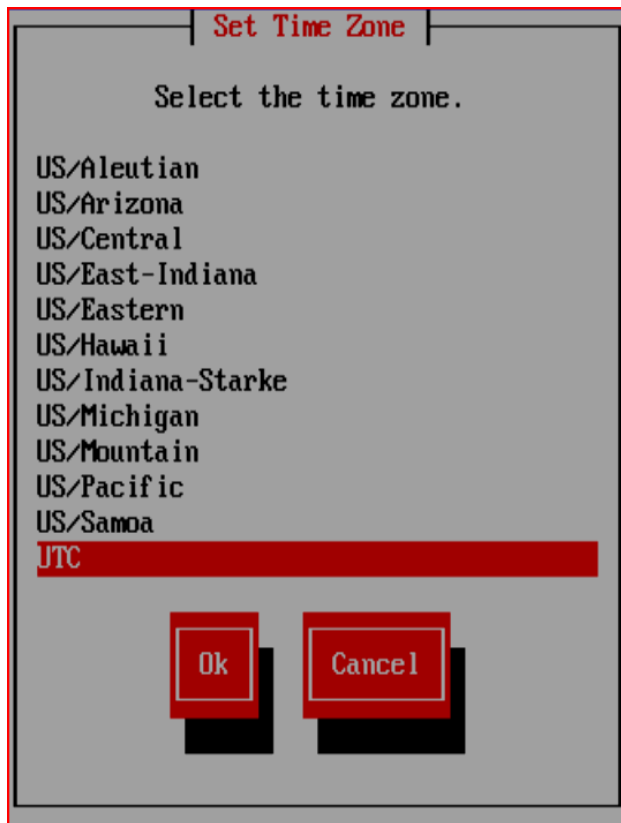 Set Time Zone
Select the time zone.
US/Aleutian
US/Arizona
US/Central
US/East-Indiana
US/Eastern
US/Hawaii
US/Indiana-Starke
US/Michigan
US/Mountain
US/Pacific
US/Samoa
UTC
Ok Cancel